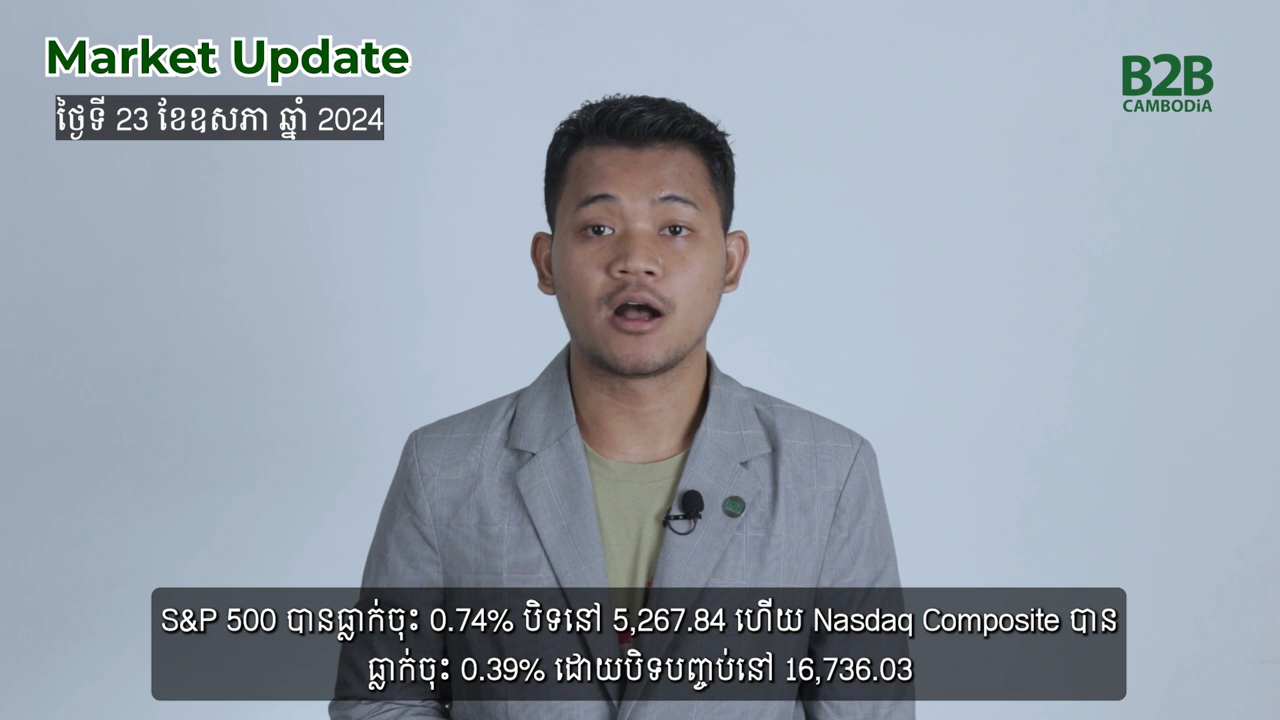 Market Update
ថ្ងៃទី 23 ខែឧសភា ឆ្នាំ 2024
B2B
CAMBODiA
S&P 500 បានធ្លាក់ចុះ 0.74% បិទនៅ 5,267.84 ហើយ Nasdaq Composite បាន
ធ្លាក់ចុះ 0.39% ដោយបិទបញ្ចប់នៅ 16,736.03